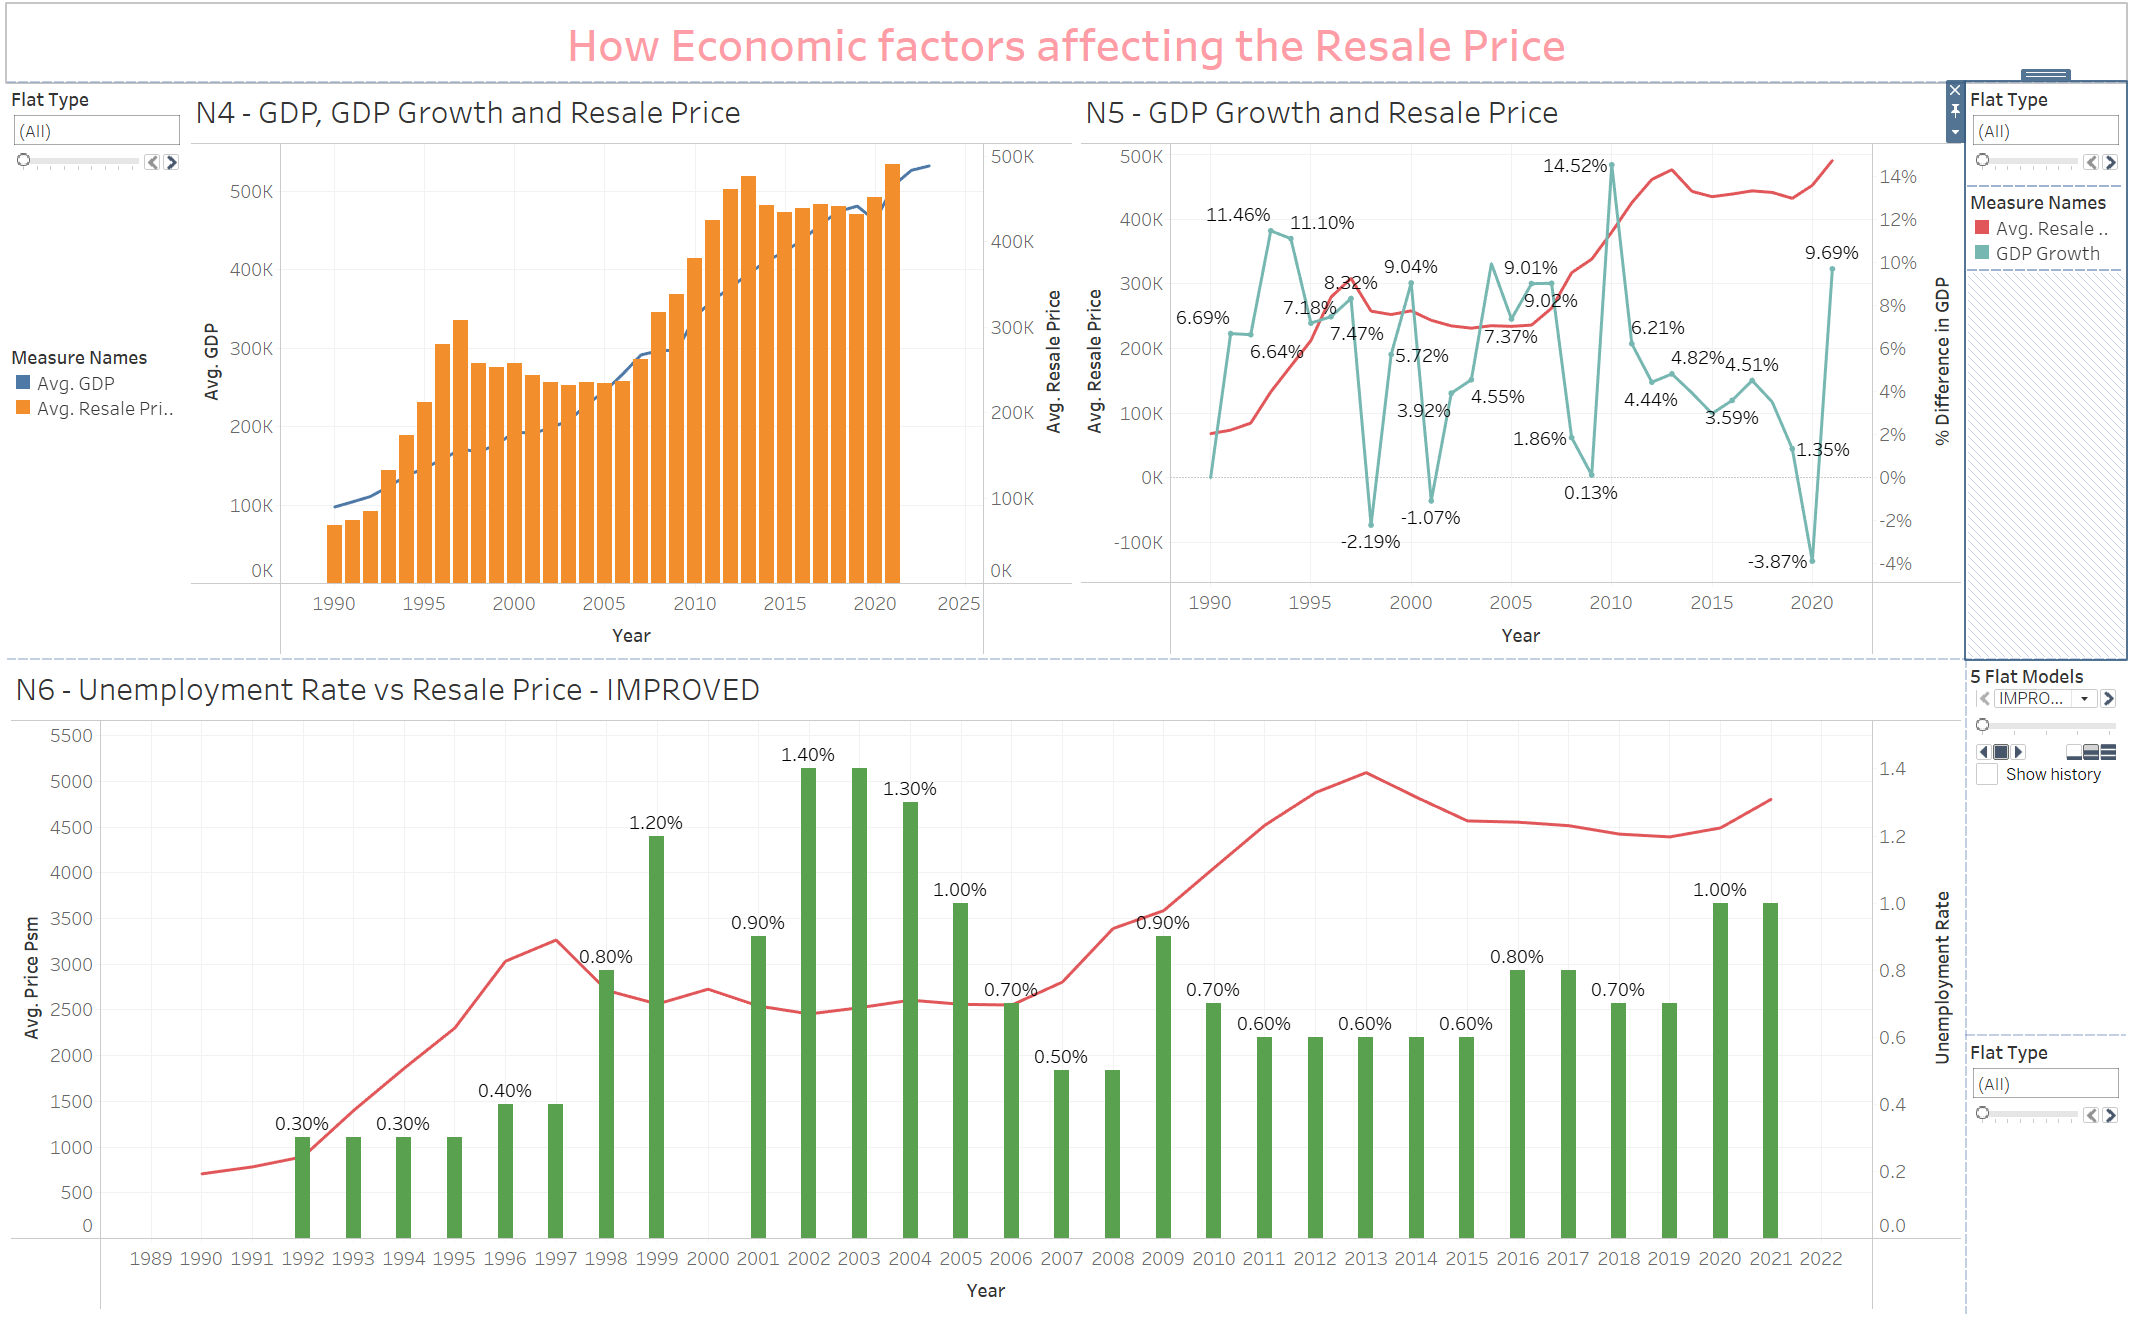 How Economic factors affecting the Resale Price
Flat Type
(All)
Measure Names
Avg. GDP
Avg. Resale Pri..
N4 - GDP, GDP Growth and Resale Price
500K
400K
300K
200K
100K
0K
Avg. GDP
500K
400K
300K
200K
100K
0K
Avg. Resale Price
1990 1995 2000 2005 2010 2015 2020 2025
Year
N5 - GDP Growth and Resale Price
500K
400K
300K
200K
100K
0K
-100K
Avg. Resale Price
6.69%
11.46%
6.64%
11.10%
7.18%
7.47%
8.32%
-2.19%
5.72%
9.04%
-1.07%
3.92%
4.55%
7.37%
9.01%
9.02%
1.86%
0.13%
14.52%
6.21%
4.44%
4.82%
3.59%
4.51%
1.35%
-3.87%
9.69%
14%
12%
10%
8%
6%
4%
2%
0%
-2%
-4%
% Difference in GDP
1990 1995 2000 2005 2010 2015 2020
Year
Flat Type
(All)
Measure Names
Avg. Resale ..
GDP Growth
N6 - Unemployment Rate vs Resale Price - IMPROVED
5500
5000
4500
4000
3500
3000
2500
2000
1500
1000
500
0
Avg. Price Psm
0.30%
0.30%
0.40%
0.80%
1.20%
0.90%
1.40%
1.30%
1.00%
0.70%
0.50%
0.90%
0.70%
0.60%
0.60%
0.60%
0.80%
0.70%
1.00%
1.4
1.2
1.0
0.8
0.6
0.4
0.2
0.0
Unemployment Rate
1989 1990 1991 1992 1993 1994 1995 1996 1997 1998 1999 2000 2001 2002 2003 2004 2005 2006 2007 2008 2009 2010 2011 2012 2013 2014 2015 2016 2017 2018 2019 2020 2021 2022
Year
5 Flat Models
IMPRO...
Show history
Flat Type
(All)